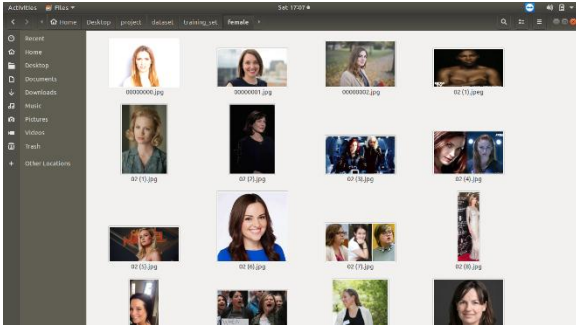 Activities Files ▾ Sat 17:07
Home Desktop project dataset training_set female
Recent
Home
Desktop
Documents
Downloads
Music
Pictures
Videos
Trash
Other Locations
00000000.jpg 00000001.jpg 00000002.jpg 02 (1).jpeg
02 (1).jpg 02 (2).jpg 02 (3).jpg 02 (4).jpg
02 (5).jpg 02 (6).jpg 02 (7).jpg 02 (8).jpg